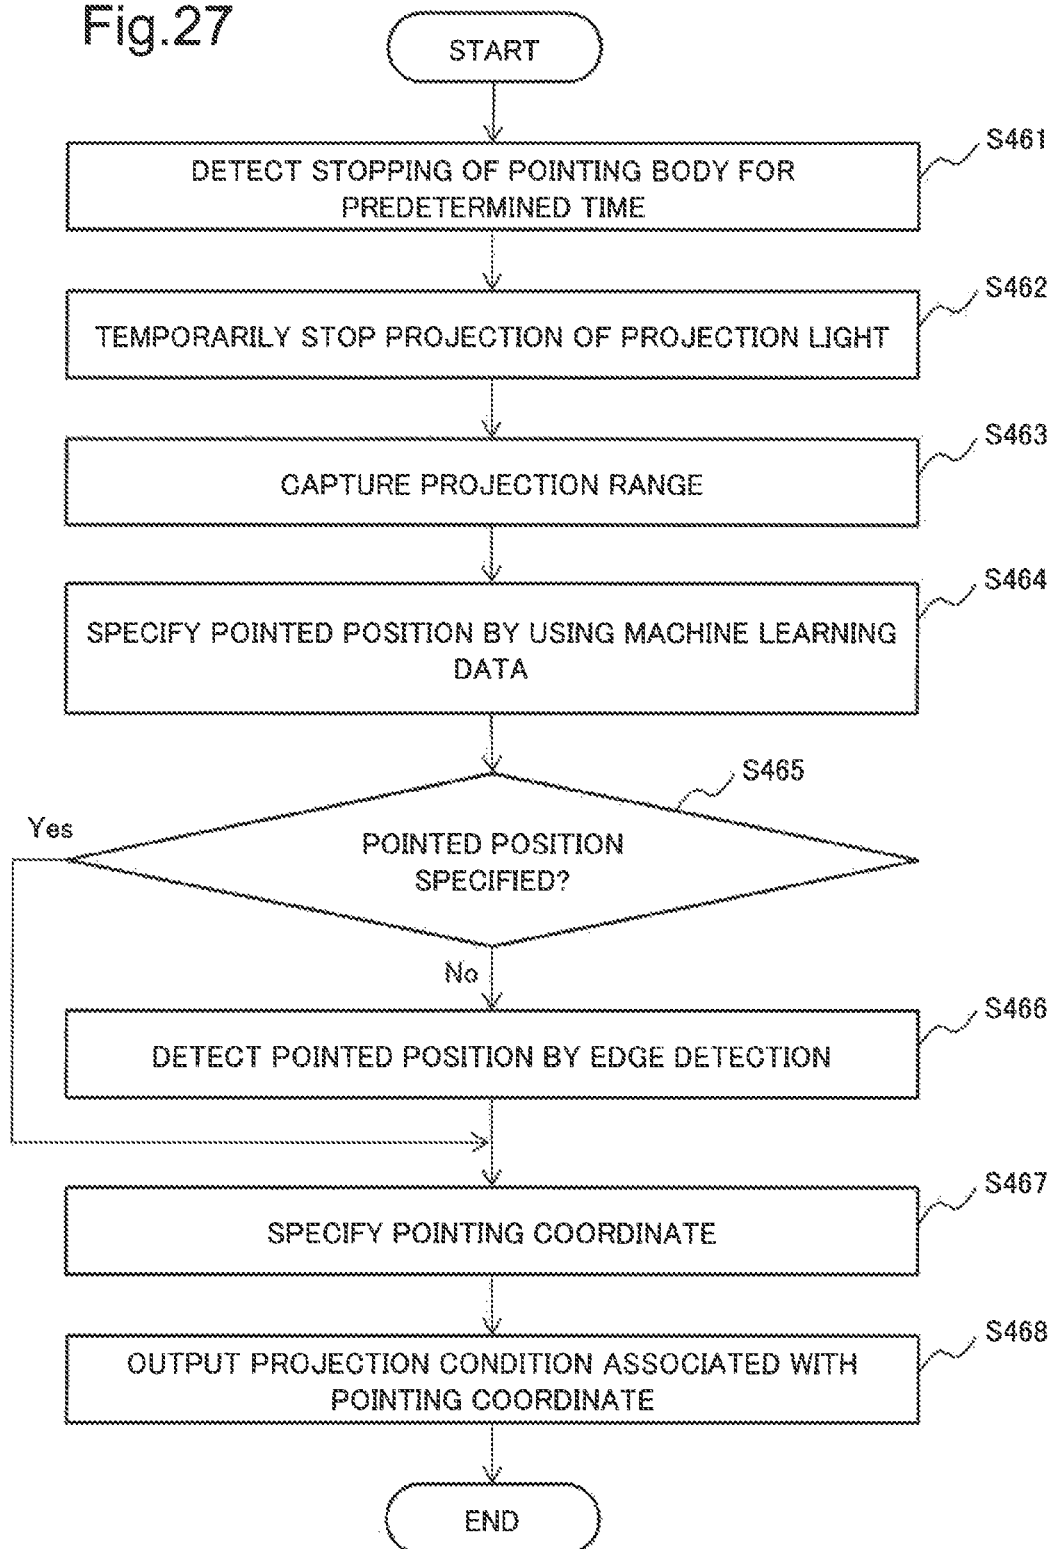 Fig.27
START
S461
DETECT STOPPING OF POINTING BODY FOR
PREDETERMINED TIME
S462
TEMPORARILY STOP PROJECTION OF PROJECTION LIGHT
S463
CAPTURE PROJECTION RANGE
S464
SPECIFY POINTED POSITION BY USING MACHINE LEARNING
DATA
S465
Yes
POINTED POSITION
SPECIFIED?
No
S466
DETECT POINTED POSITION BY EDGE DETECTION
S467
SPECIFY POINTING COORDINATE
S468
OUTPUT PROJECTION CONDITION ASSOCIATED WITH
POINTING COORDINATE
END